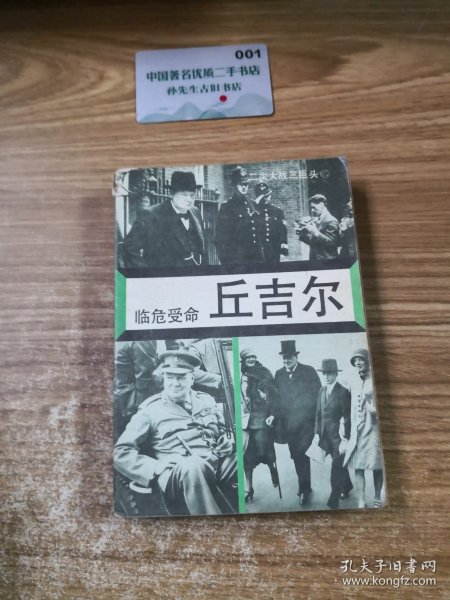 001
中国著名优质二手书店
孙先生古旧书店
二次大战三巨头
临危受命 丘吉尔
孔夫子旧书网
www.kongfz.com